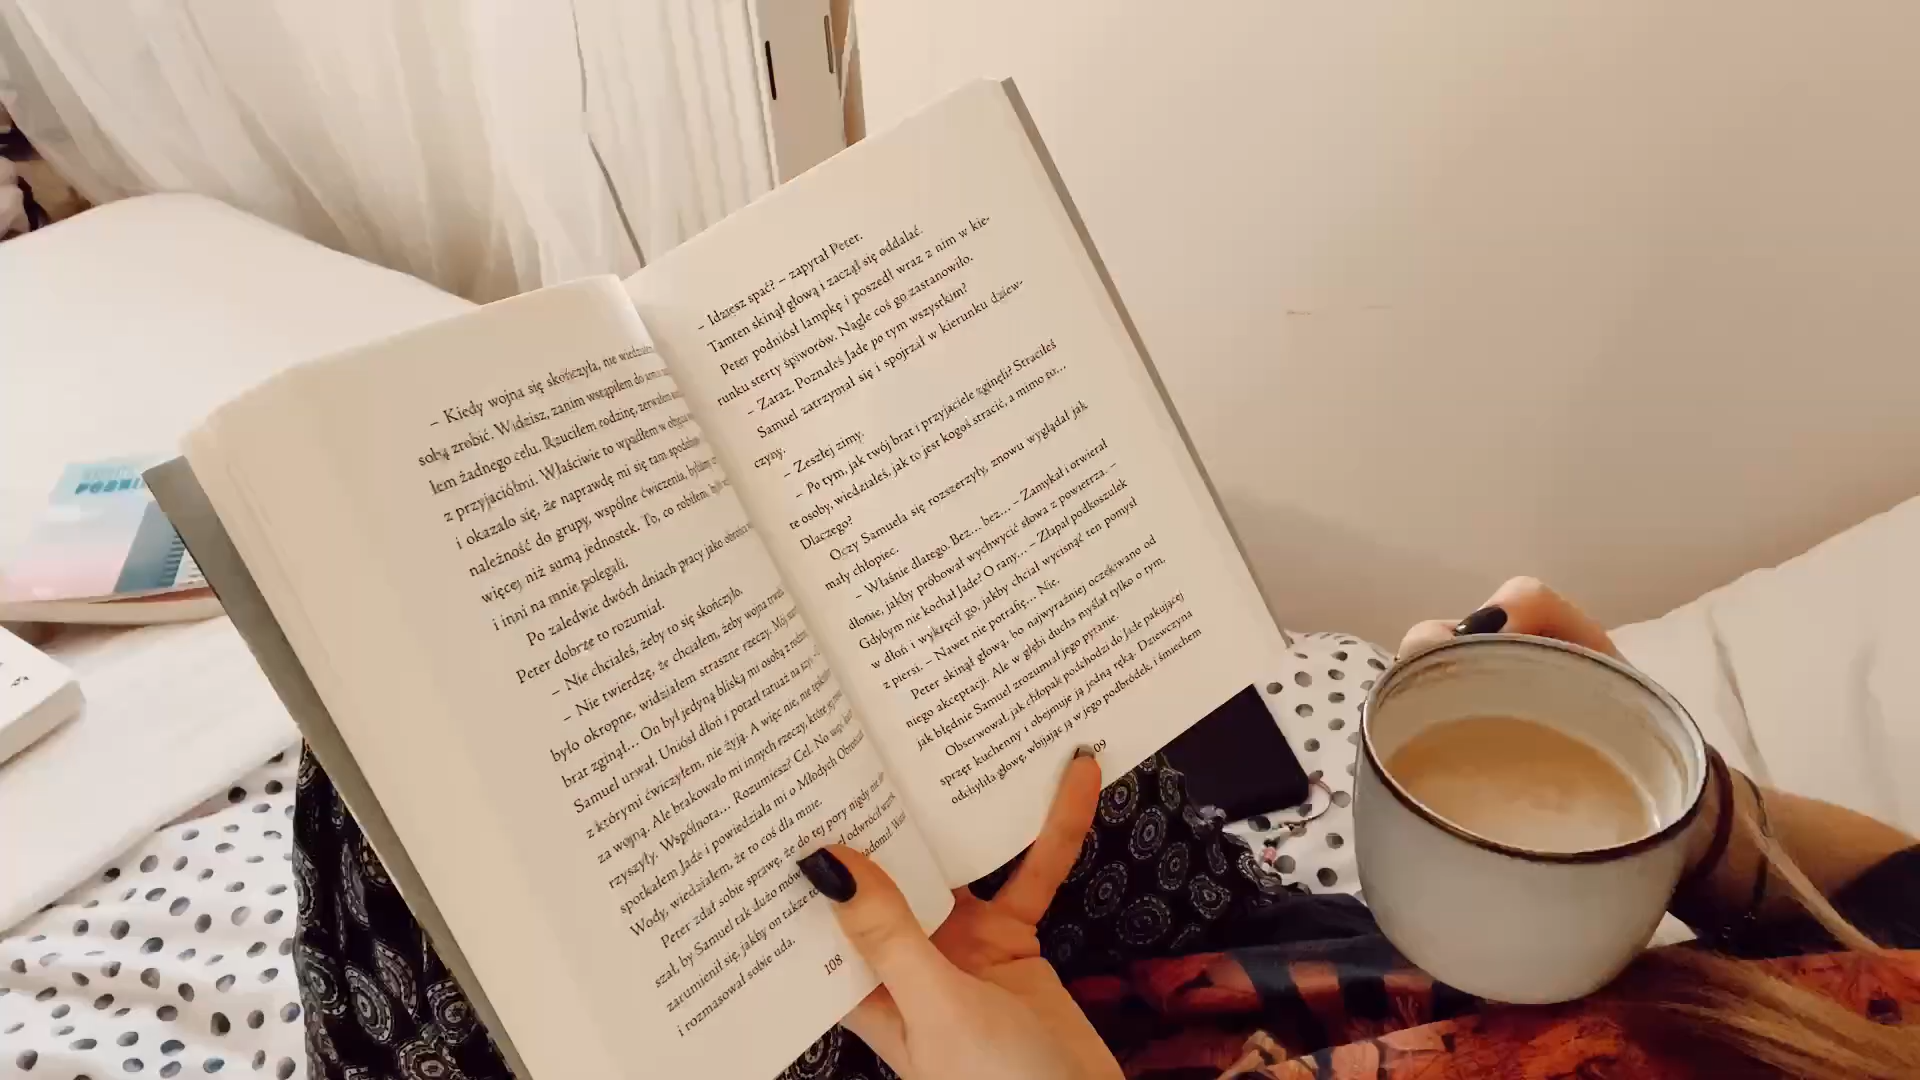 – Kiedy wojna się skończyła, nie wiedziałem
sobą zrobić. Widzisz, zanim wstąpiłem do
łem żadnego celu. Rzuciłem rodzinę, zerwałem
z przyjaciółmi. Właściwie to wpadłem w
i okazało się, że naprawdę mi się tam
należność do grupy, wspólne ćwiczenia, byliśmy
więcej niż sumą jednostek. To, co robiłem,
i inni na mnie polegali.
Po zaledwie dwóch dniach pracy jako
Peter dobrze to rozumiał.
– Nie chciałeś, żeby to się skończyło.
– Nie twierdzę, że chciałem, żeby wojna trwała
było okropne, widziałem straszne rzeczy. Mój
brat zginął... On był jedyną bliską mi osobą z
Samuel urwał. Uniósł dłoń i potarł tatuaż na
z którymi ćwiczyłem, nie żyją. A więc nie, nie
za wojną. Ale brakowało mi innych rzeczy, które
rzyszyły. Wspólnota... Rozumiesz? Cel. No więc
spotkałem Jade i powiedziała mi o Młodych
Wody, wiedziałem, że to coś dla mnie.
Peter zdał sobie sprawę, że do tej pory nigdy nie
szał, by Samuel tak dużo odwrócił
zarumienił się, jakby on także
i rozmasował sobie uda.
108
– Idziesz spać? – zapytał Peter.
Tamten skinął głową i zaczął się oddalać.
Peter podniósł lampkę i poszedł wraz z nim w kie-
runku sterty śpiworów. Nagle coś go zastanowiło.
– Zaraz. Poznałeś Jade po tym wszystkim?
Samuel zatrzymał się i spojrzał w kierunku dziew-
czyny.
– Zeszłej zimy.
– Po tym, jak twój brat i przyjaciele zginęli? Straciłeś
te osoby, wiedziałeś, jak to jest kogoś stracić, a mimo to...
Dlaczego?
Oczy Samuela się rozszerzyły, znowu wyglądał jak
mały chłopiec.
– Właśnie dlatego. Bez... bez... – Zamykał i otwierał
dłonie, jakby próbował wychwycić słowa z powietrza. –
Gdybym nie kochał Jade? O rany... – Złapał podkoszulek
w dłoń i wykręcił go, jakby chciał wycisnąć ten pomysł
z piersi. – Nawet nie potrafię... Nie.
Peter skinął głową, bo najwyraźniej oczekiwano od
niego akceptacji. Ale w głębi ducha myślał tylko o tym,
jak błędnie Samuel zrozumiał jego pytanie.
Obserwował, jak chłopak podchodzi do Jade pakującej
sprzęt kuchenny i obejmuje ją jedną ręką. Dziewczyna
odchyliła głowę, wbijając ją w jego podbródek, i śmiechem
09